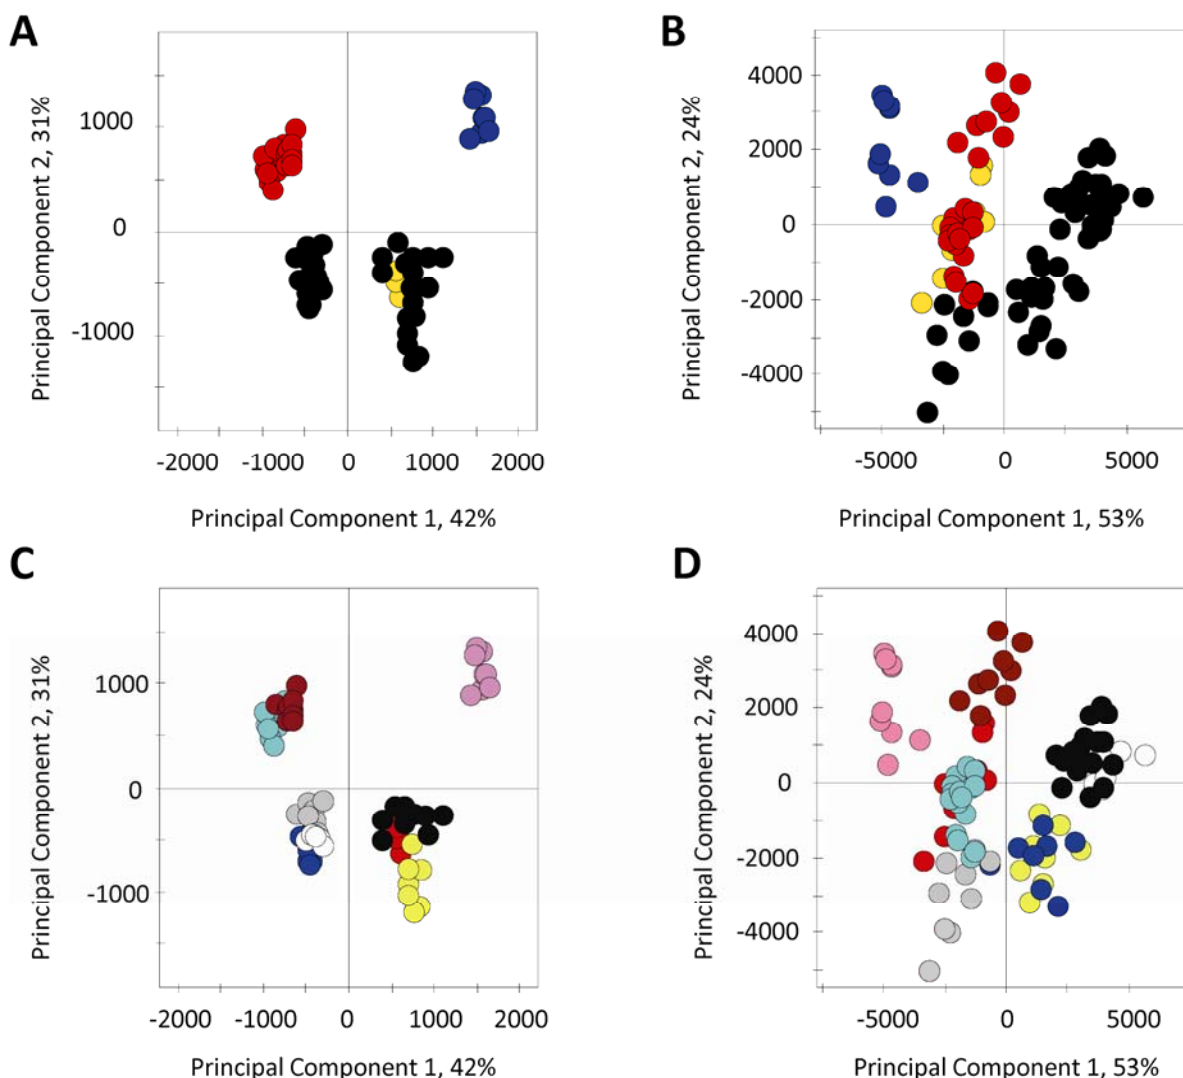 A
Principal Component 2, 31%
1000
0
-1000
-2000 -1000 0 1000 2000
Principal Component 1, 42%
B
Principal Component 2, 24%
4000
2000
0
-2000
-4000
-5000 0 5000
Principal Component 1, 53%
C
Principal Component 2, 31%
1000
0
-1000
-2000 -1000 0 1000 2000
Principal Component 1, 42%
D
Principal Component 2, 24%
4000
2000
0
-2000
-4000
-5000 0 5000
Principal Component 1, 53%